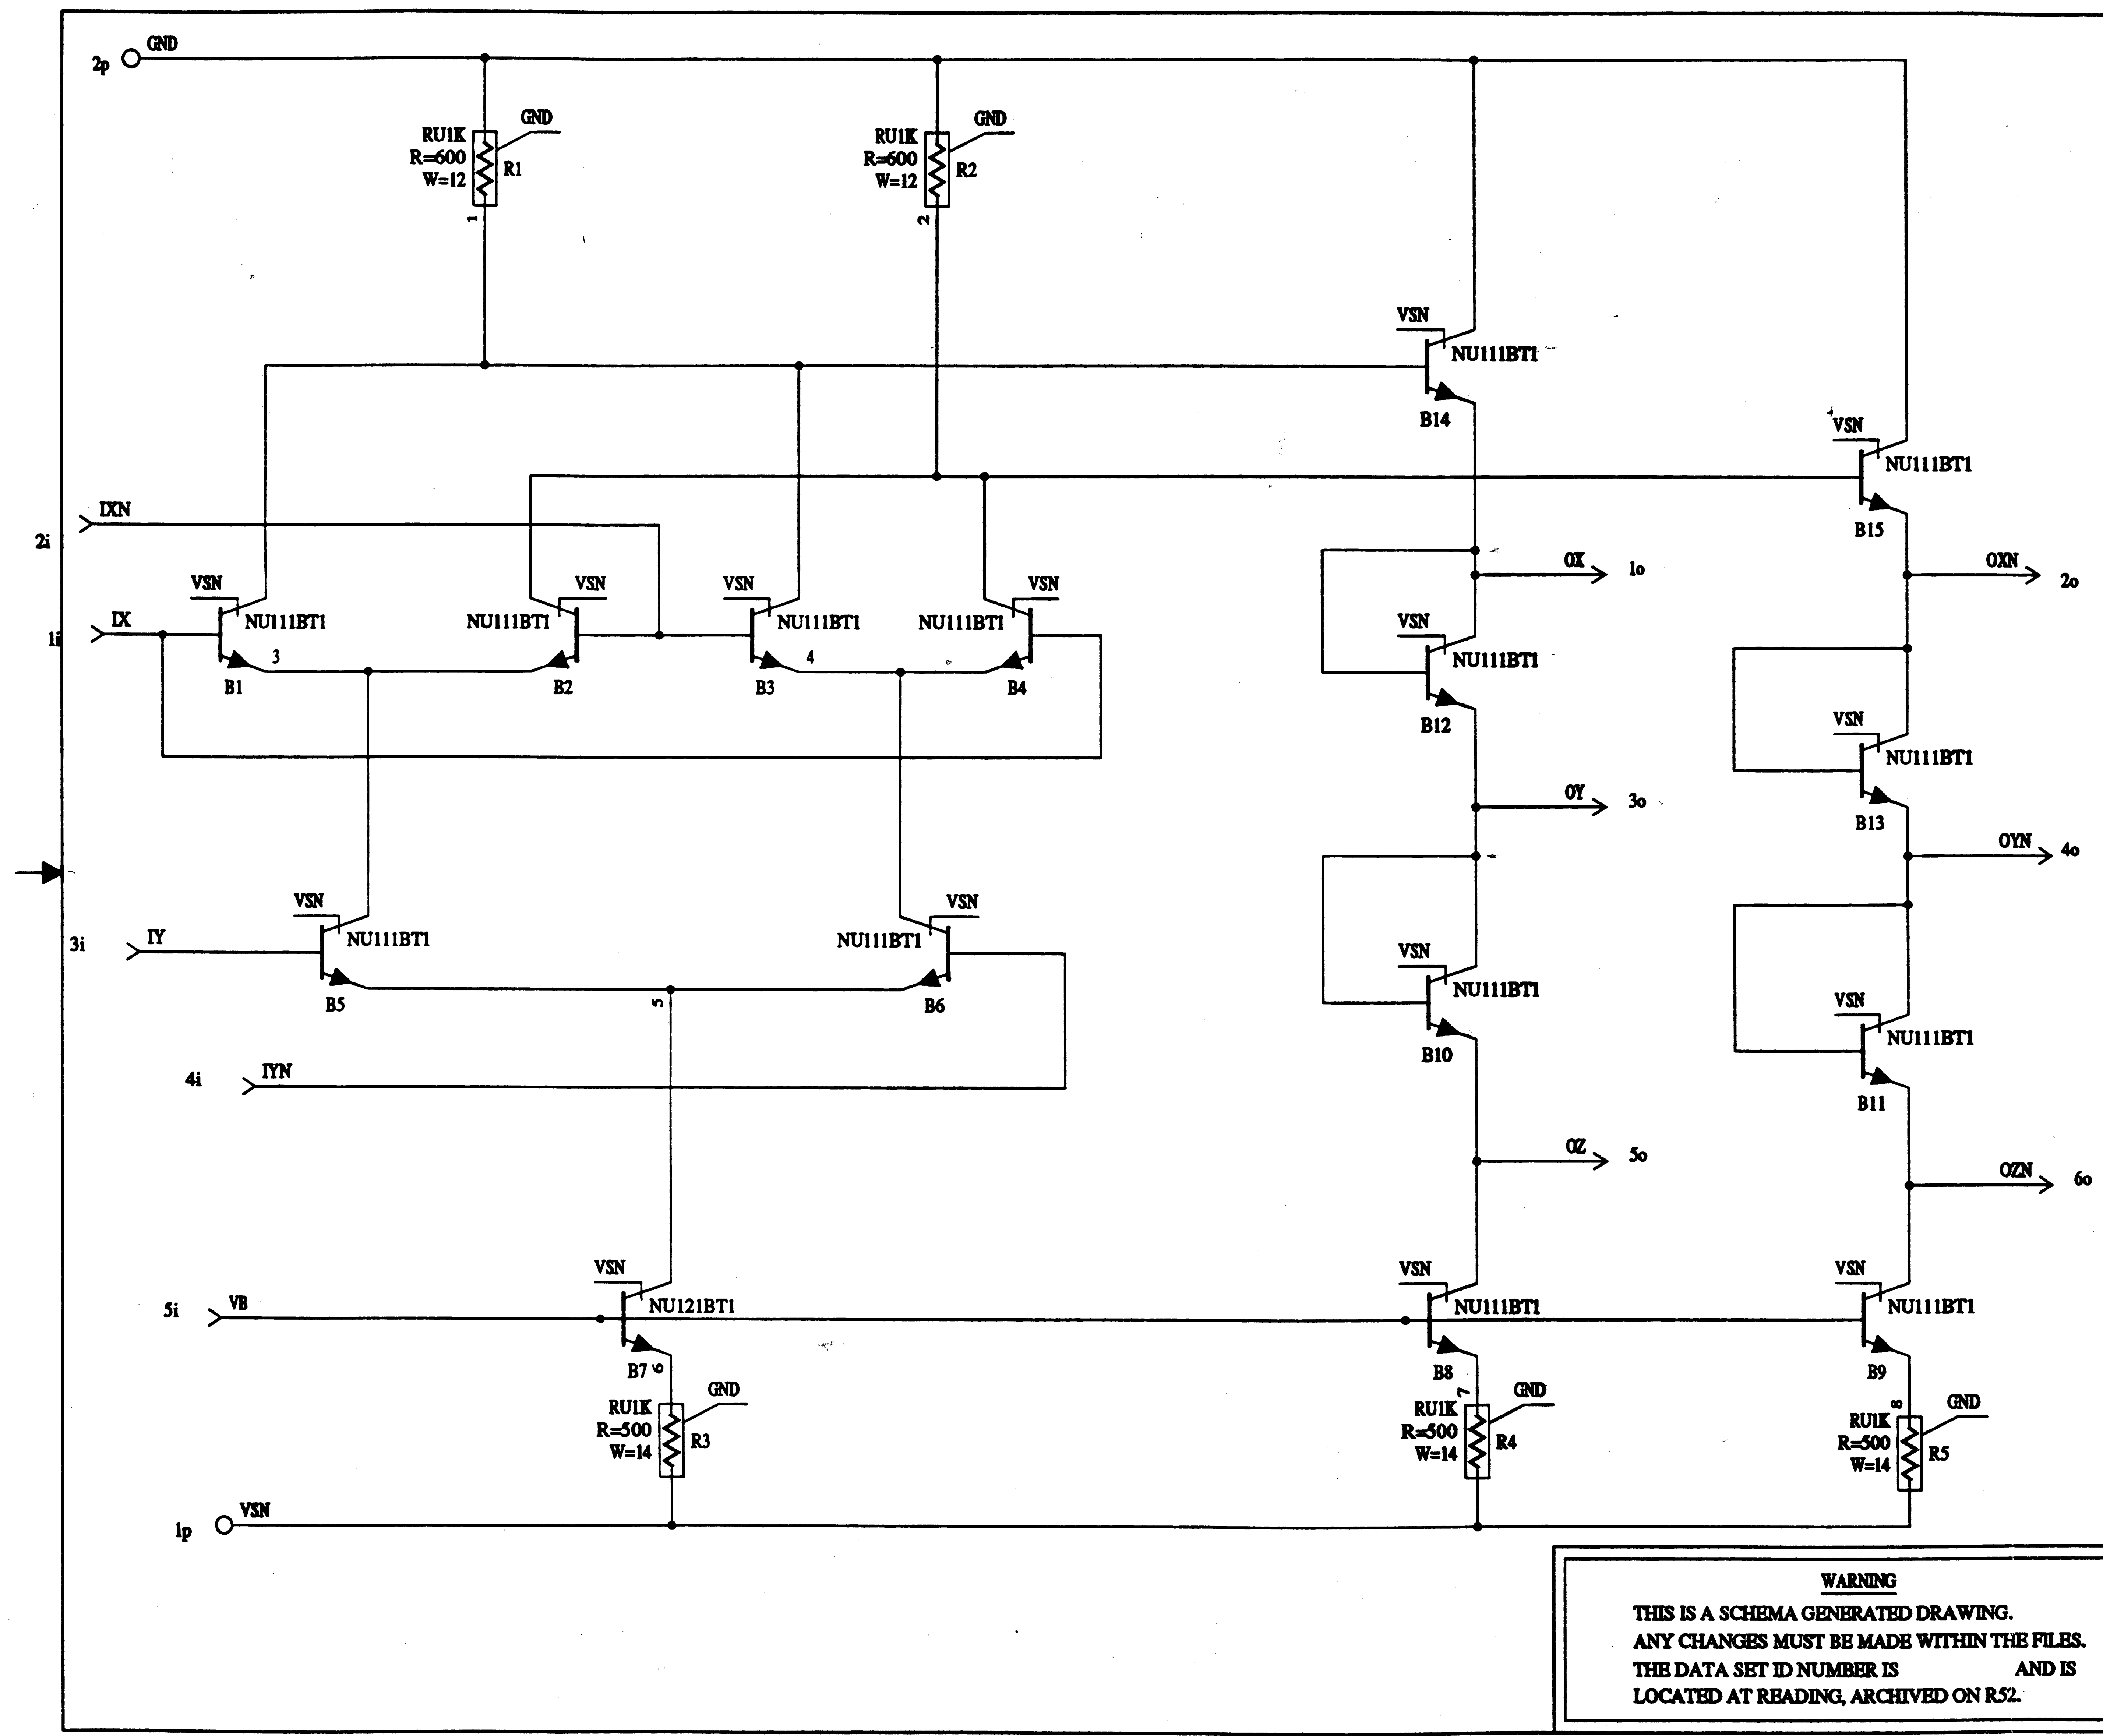 GND
2p
GND
RU1K
R=600
W=12
R1
1
GND
RU1K
R=600
W=12
R2
2
VSN
NU111BT1
B14
VSN
NU111BT1
B15
IXN
2i
OX
1o
OXN
2o
VSN
NU111BT1
3
B1
VSN
NU111BT1
B2
VSN
NU111BT1
4
B3
VSN
NU111BT1
B4
IX
1i
VSN
NU111BT1
B12
VSN
NU111BT1
B13
OY
3o
OYN
4o
VSN
NU111BT1
B5
VSN
NU111BT1
B6
3i
IY
5
VSN
NU111BT1
B10
VSN
NU111BT1
B11
4i
IYN
OZ
5o
OZN
6o
VSN
NU121BT1
B7
6
VSN
NU111BT1
B8
7
VSN
NU111BT1
B9
8
5i
VB
GND
RU1K
R=500
W=14
R3
GND
RU1K
R=500
W=14
R4
GND
RU1K
R=500
W=14
R5
1p
VSN
WARNING
THIS IS A SCHEMA GENERATED DRAWING.
ANY CHANGES MUST BE MADE WITHIN THE FILES.
THE DATA SET ID NUMBER IS AND IS
LOCATED AT READING, ARCHIVED ON R52.